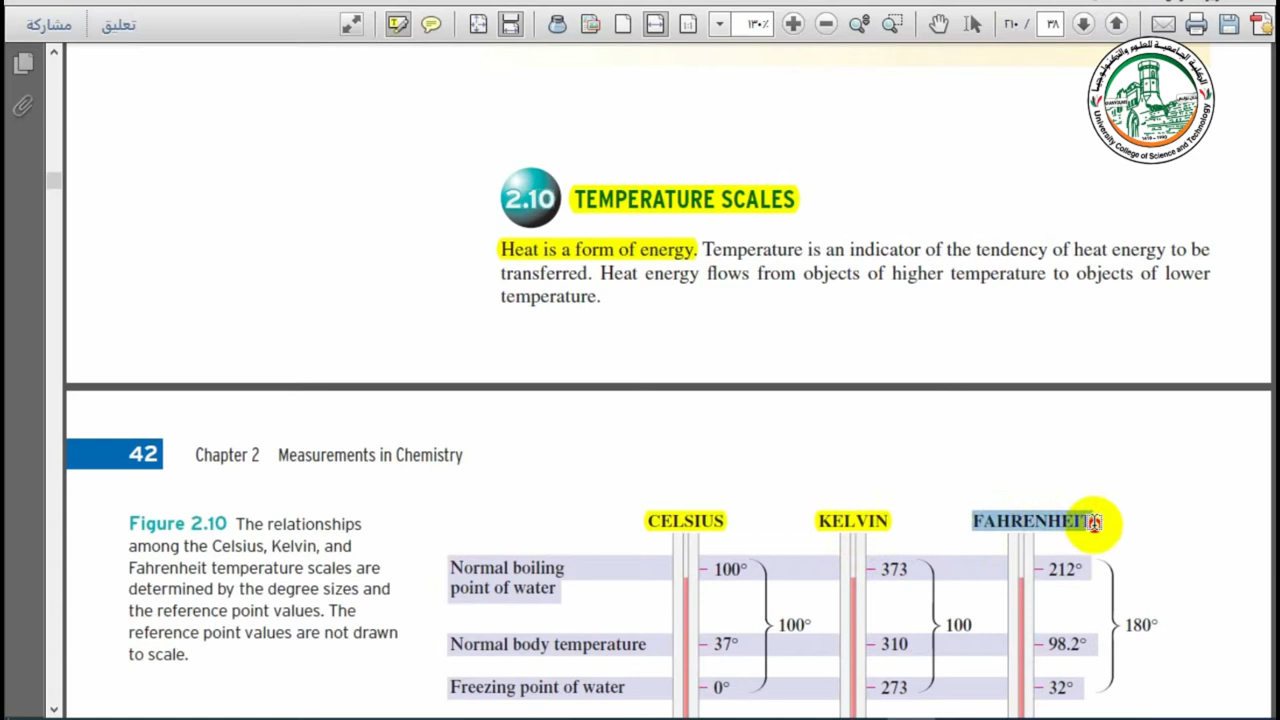 مشاركة
تعليق
١٣٠٪
٢١٠ /
٣٨
الكلية الجامعية للعلوم والتكنولوجيا
University College of Science and Technology
2.10 TEMPERATURE SCALES
Heat is a form of energy. Temperature is an indicator of the tendency of heat energy to be
transferred. Heat energy flows from objects of higher temperature to objects of lower
temperature.
42 Chapter 2 Measurements in Chemistry
Figure 2.10 The relationships
among the Celsius, Kelvin, and
Fahrenheit temperature scales are
determined by the degree sizes and
the reference point values. The
reference point values are not drawn
to scale.
CELSIUS KELVIN FAHRENHEIT
Normal boiling
point of water
100° 373 212°
100° 100 180°
Normal body temperature 37° 310 98.2°
Freezing point of water 0° 273 32°